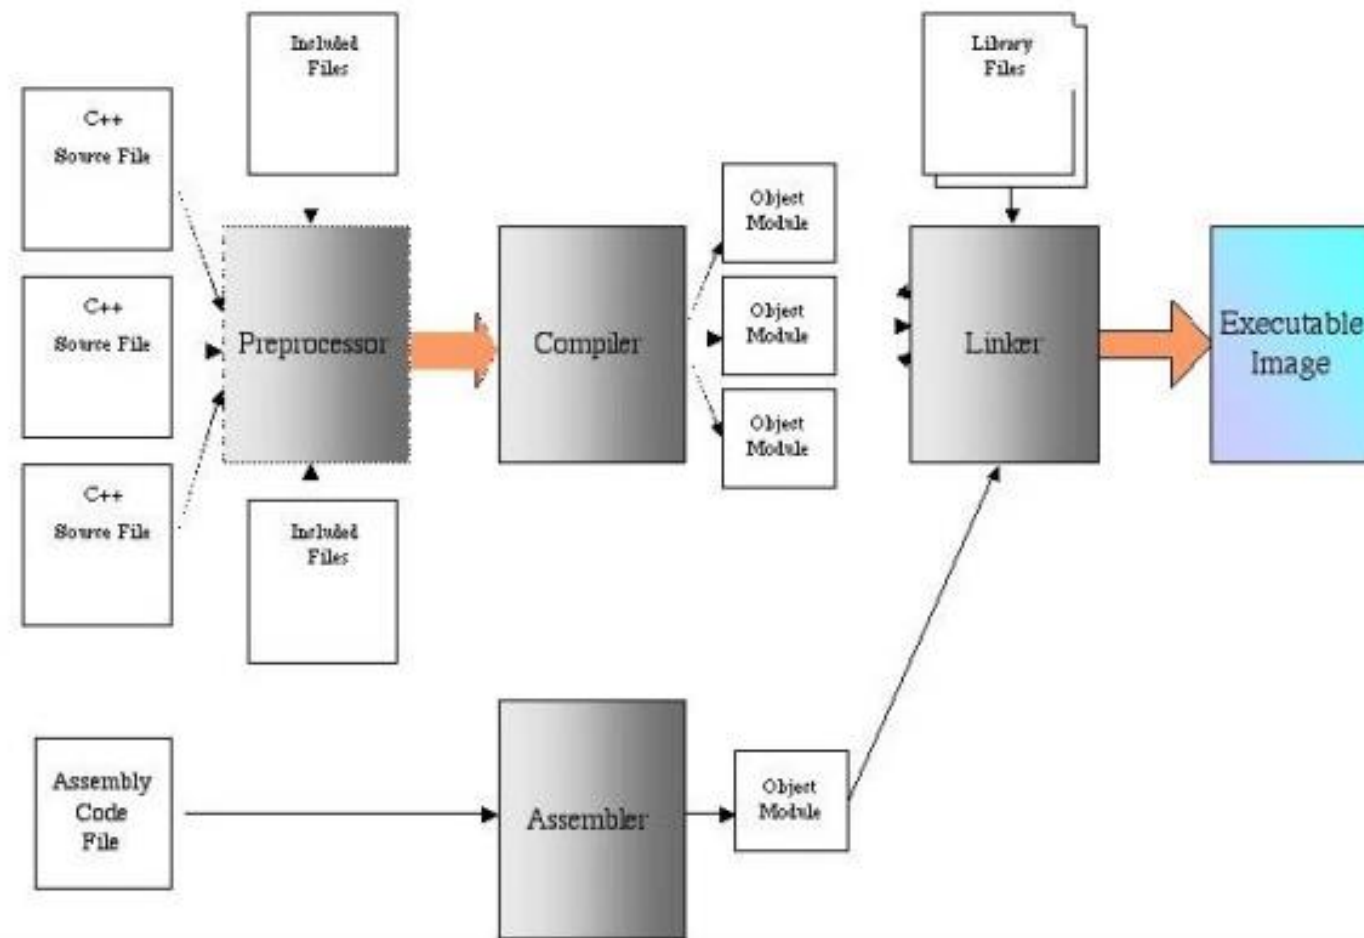 Included
Files
Library
Files
C++
Source File
C++
Source File
C++
Source File
Preprocessor
Compiler
Object
Module
Object
Module
Object
Module
Linker
Executable
Image
Included
Files
Assembly
Code
File
Assembler
Object
Module